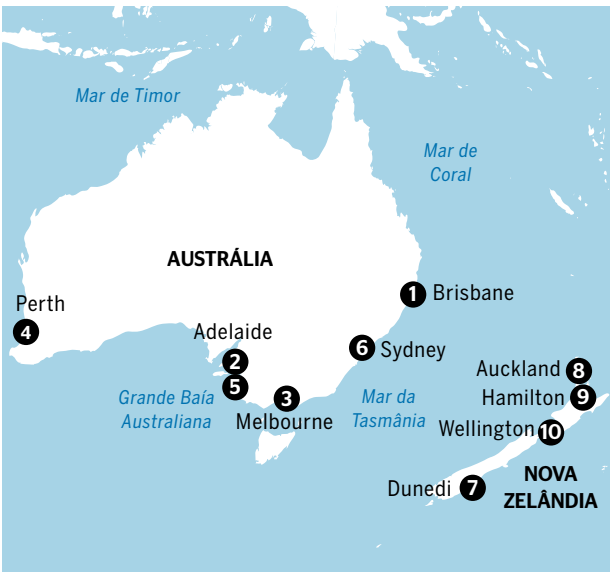 Mar de Timor
Mar de
Coral
AUSTRÁLIA
1 Brisbane
Perth
4
Adelaide
2
5
6 Sydney
Grande Baía
Australiana
3
Melbourne
Mar da
Tasmânia
Auckland 8
Hamilton 9
Wellington 10
Dunedi 7
NOVA
ZELÂNDIA